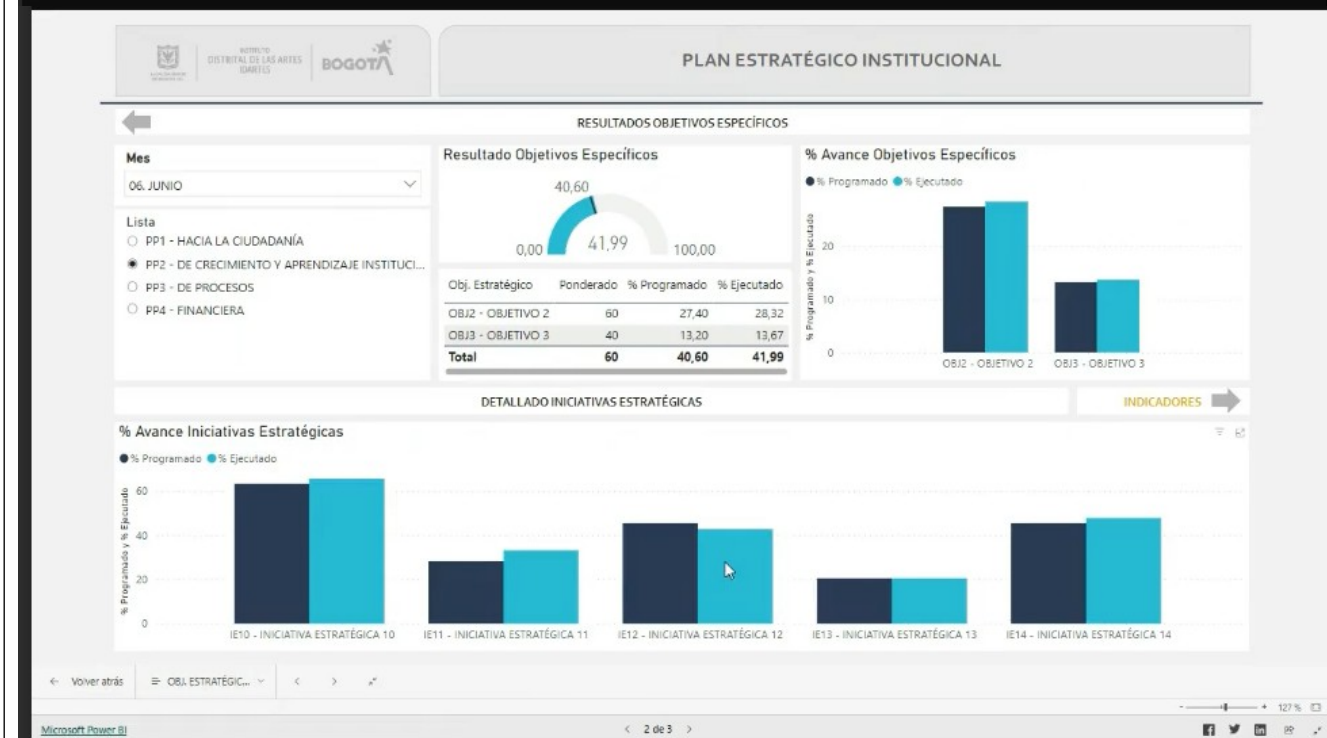 INSTITUTO
DISTRITAL DE LAS ARTES
IDARTES
BOGOTÁ
PLAN ESTRATÉGICO INSTITUCIONAL
RESULTADOS OBJETIVOS ESPECÍFICOS
Mes
06. JUNIO
Lista
PP1 - HACIA LA CIUDADANÍA
PP2 - DE CRECIMIENTO Y APRENDIZAJE INSTITUCI...
PP3 - DE PROCESOS
PP4 - FINANCIERA
Resultado Objetivos Específicos
40,60
0,00 41,99 100,00
Obj. Estratégico Ponderado % Programado % Ejecutado
OBJ2 - OBJETIVO 2 60 27,40 28,32
OBJ3 - OBJETIVO 3 40 13,20 13,67
Total 60 40,60 41,99
% Avance Objetivos Específicos
% Programado % Ejecutado
% Programado y % Ejecutado
20
10
0
OBJ2 - OBJETIVO 2 OBJ3 - OBJETIVO 3
DETALLADO INICIATIVAS ESTRATÉGICAS
INDICADORES
% Avance Iniciativas Estratégicas
% Programado % Ejecutado
% Programado y % Ejecutado
60
40
20
0
IE10 - INICIATIVA ESTRATÉGICA 10 IE11 - INICIATIVA ESTRATÉGICA 11 IE12 - INICIATIVA ESTRATÉGICA 12 IE13 - INICIATIVA ESTRATÉGICA 13 IE14 - INICIATIVA ESTRATÉGICA 14
Volver atrás OBJ. ESTRATÉGIC...
127 %
Microsoft Power BI 2 de 3